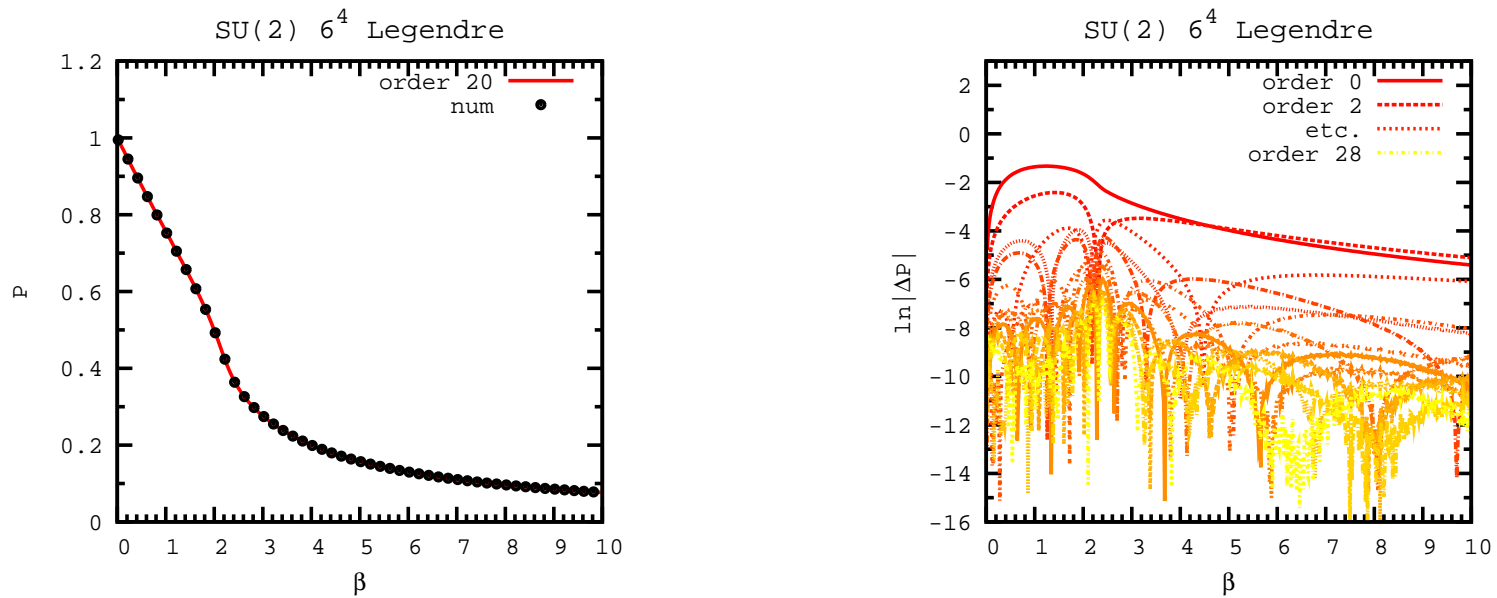 SU(2) 6^4 Legendre
1.2
1
0.8
0.6
0.4
0.2
0
P
order 20
num
0 1 2 3 4 5 6 7 8 9 10
β
SU(2) 6^4 Legendre
2
0
-2
-4
-6
-8
-10
-12
-14
-16
ln|ΔP|
order 0
order 2
etc.
order 28
0 1 2 3 4 5 6 7 8 9 10
β